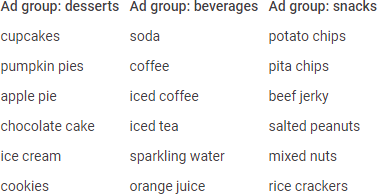 Ad group: desserts Ad group: beverages Ad group: snacks
cupcakes soda potato chips
pumpkin pies coffee pita chips
apple pie iced coffee beef jerky
chocolate cake iced tea salted peanuts
ice cream sparkling water mixed nuts
cookies orange juice rice crackers